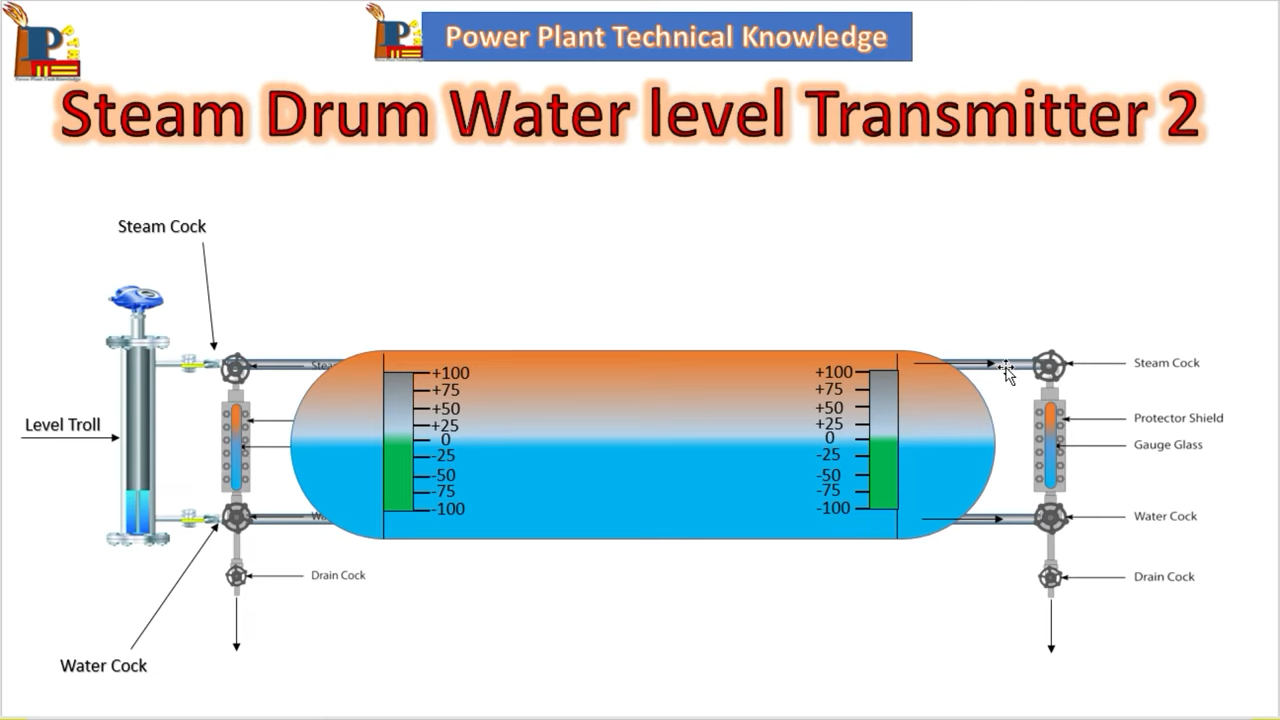 Power Plant Technical Knowledge
Steam Drum Water level Transmitter 2
Steam Cock
Level Troll
Water Cock
Drain Cock
+100
+75
+50
+25
0
-25
-50
-75
-100
+100
+75
+50
+25
0
-25
-50
-75
-100
Steam Cock
Protector Shield
Gauge Glass
Water Cock
Drain Cock